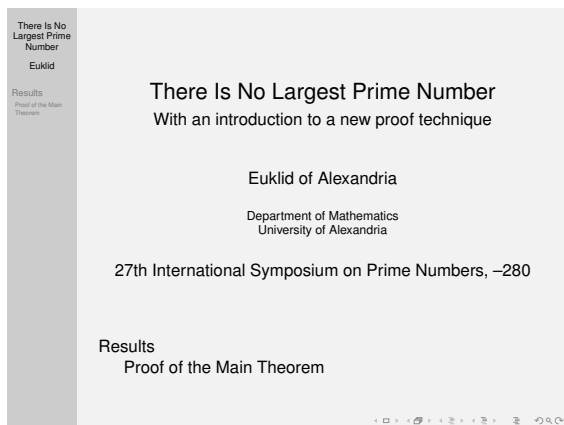 There Is No
Largest Prime
Number
Euklid
Results
Proof of the Main
Theorem
There Is No Largest Prime Number
With an introduction to a new proof technique
Euklid of Alexandria
Department of Mathematics
University of Alexandria
27th International Symposium on Prime Numbers, –280
Results
Proof of the Main Theorem